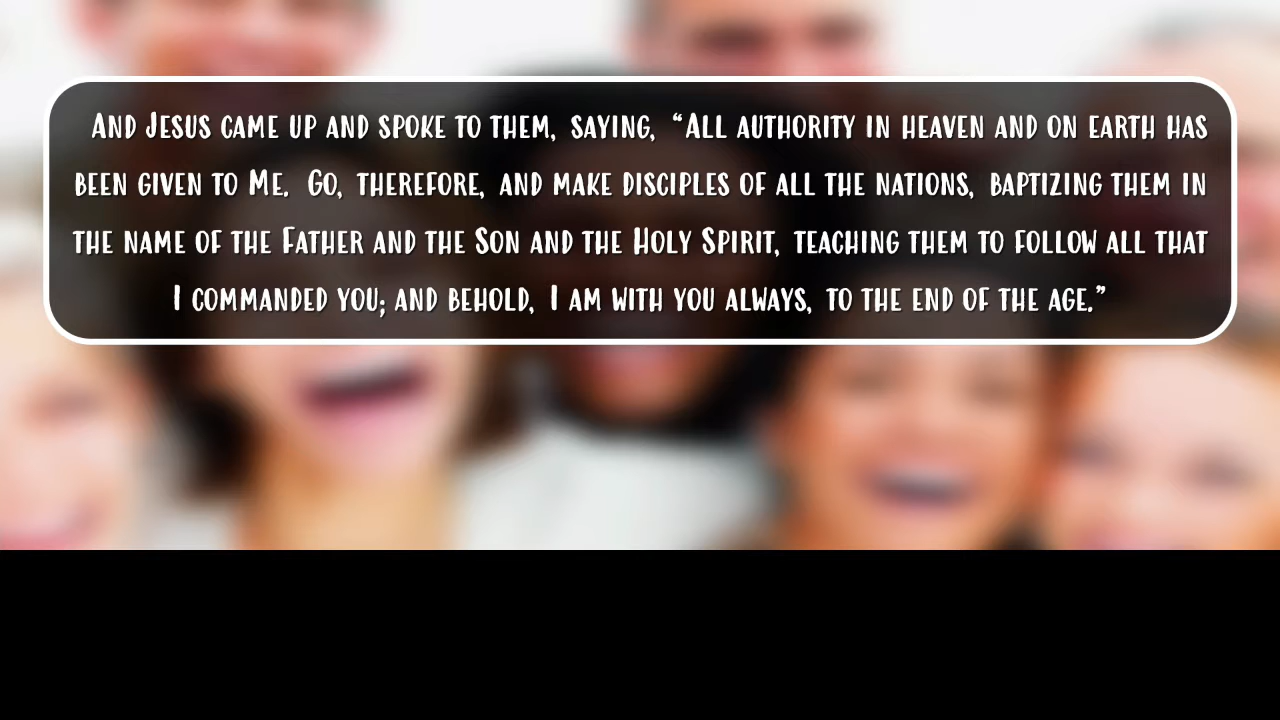 And Jesus came up and spoke to them, saying, “All authority in heaven and on earth has
been given to Me. Go, therefore, and make disciples of all the nations, baptizing them in
the name of the Father and the Son and the Holy Spirit, teaching them to follow all that
I commanded you; and behold, I am with you always, to the end of the age.”